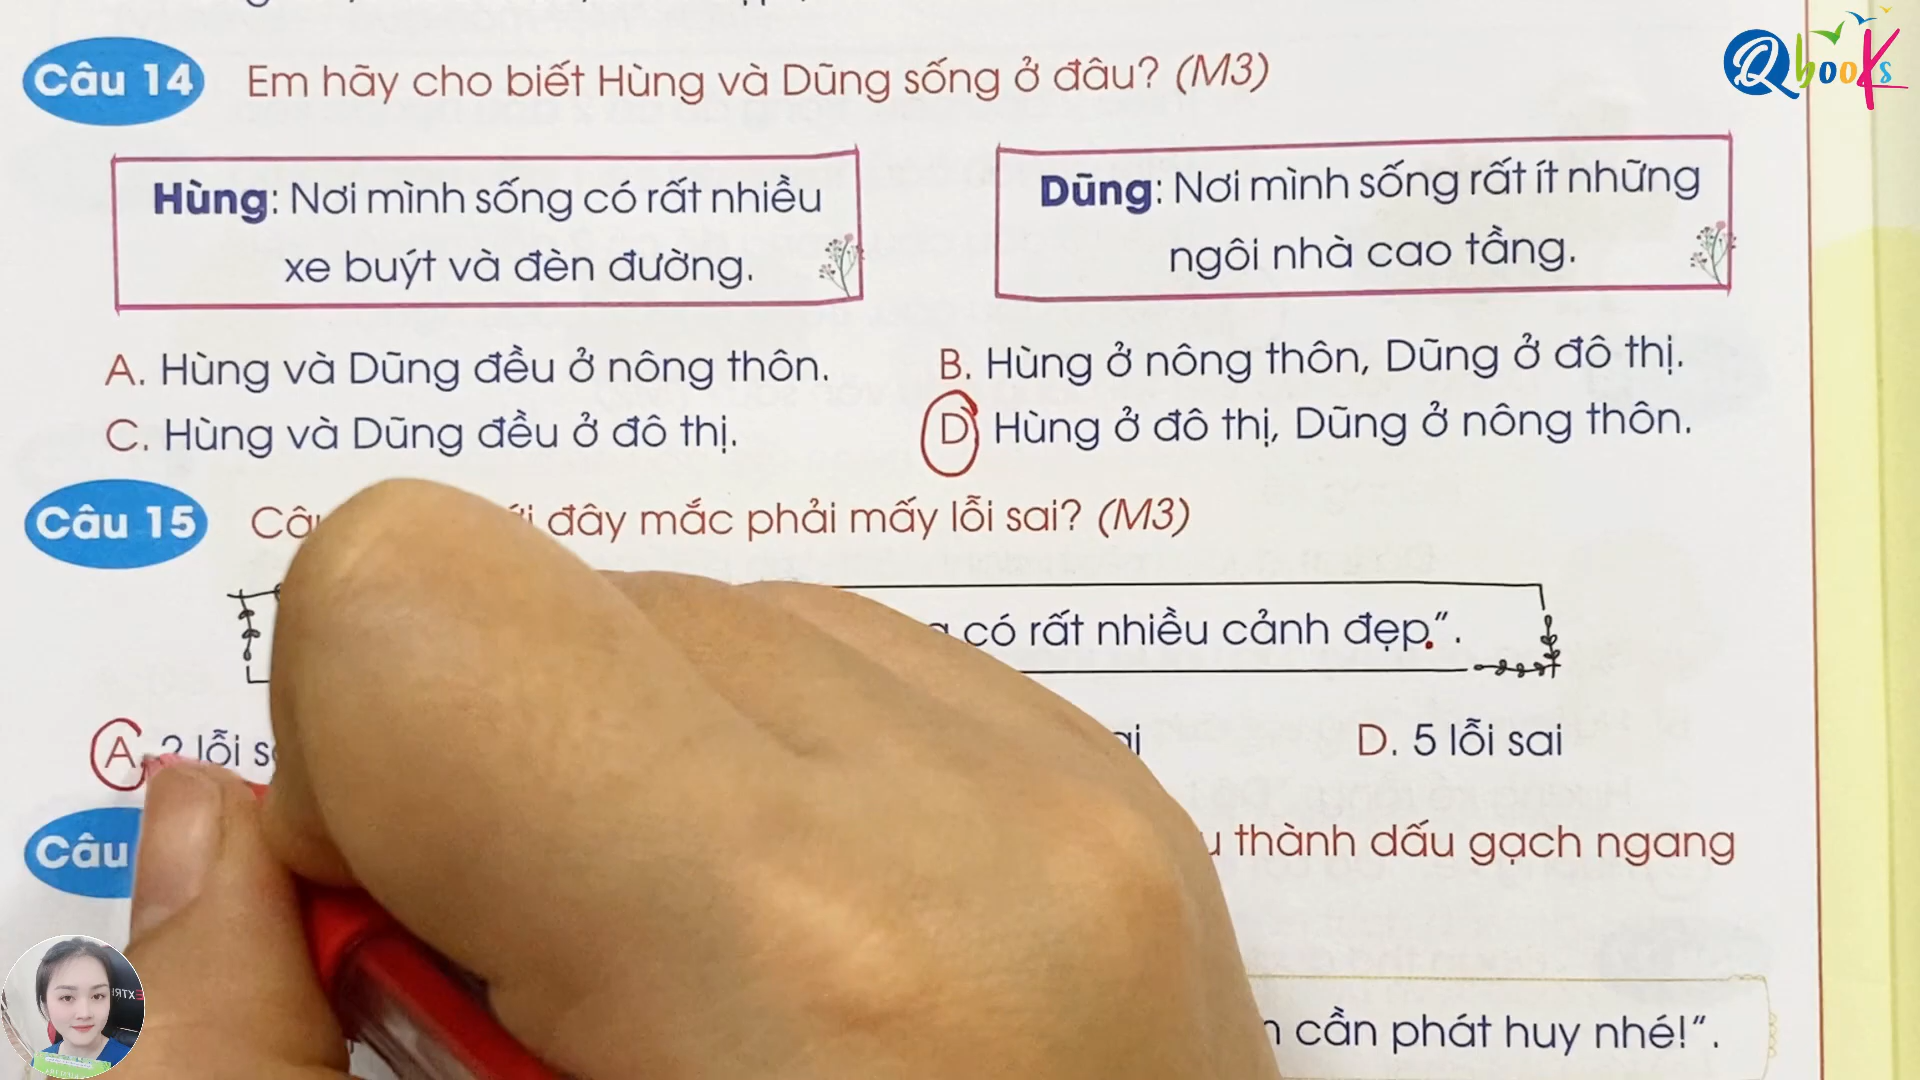 Qbooks
Câu 14 Em hãy cho biết Hùng và Dũng sống ở đâu? (M3)
Hùng: Nơi mình sống có rất nhiều
xe buýt và đèn đường.
Dũng: Nơi mình sống rất ít những
ngôi nhà cao tầng.
A. Hùng và Dũng đều ở nông thôn.
B. Hùng ở nông thôn, Dũng ở đô thị.
C. Hùng và Dũng đều ở đô thị.
D Hùng ở đô thị, Dũng ở nông thôn.
Câu 15 đây mắc phải mấy lỗi sai? (M3)
có rất nhiều cảnh đẹp.”.
A. 2 lỗi
D. 5 lỗi sai
Câu thành dấu gạch ngang
cần phát huy nhé!”.